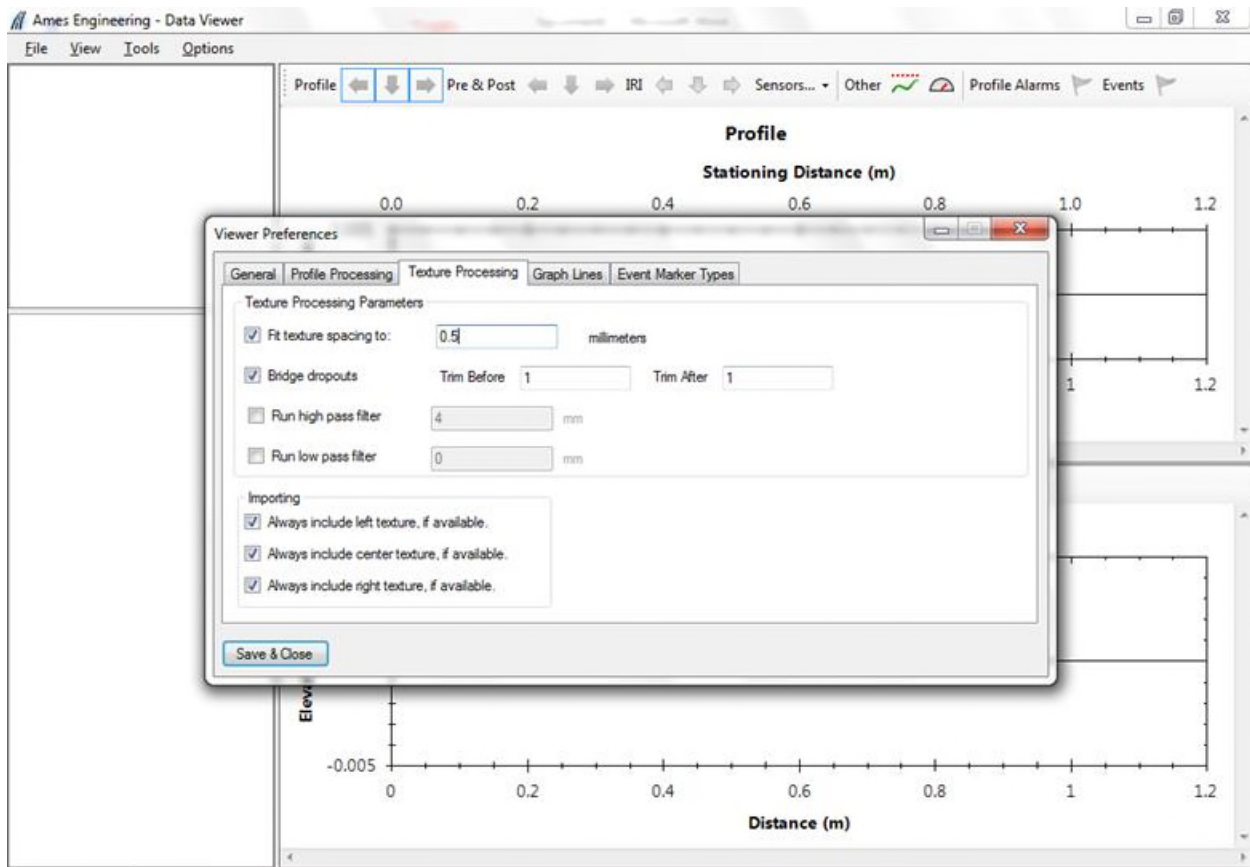 Ames Engineering - Data Viewer
File View Tools Options
Profile Pre & Post IRI Sensors... Other Profile Alarms Events
Profile
Stationing Distance (m)
0.0 0.2 0.4 0.6 0.8 1.0 1.2
Viewer Preferences
General Profile Processing Texture Processing Graph Lines Event Marker Types
Texture Processing Parameters
Fit texture spacing to: 0.5 millimeters
Bridge dropouts Trim Before 1 Trim After 1
1 1.2
Run high pass filter 4 mm
Run low pass filter 0 mm
Importing
Always include left texture, if available.
Always include center texture, if available.
Always include right texture, if available.
Save & Close
-0.005
0 0.2 0.4 0.6 0.8 1 1.2
Distance (m)